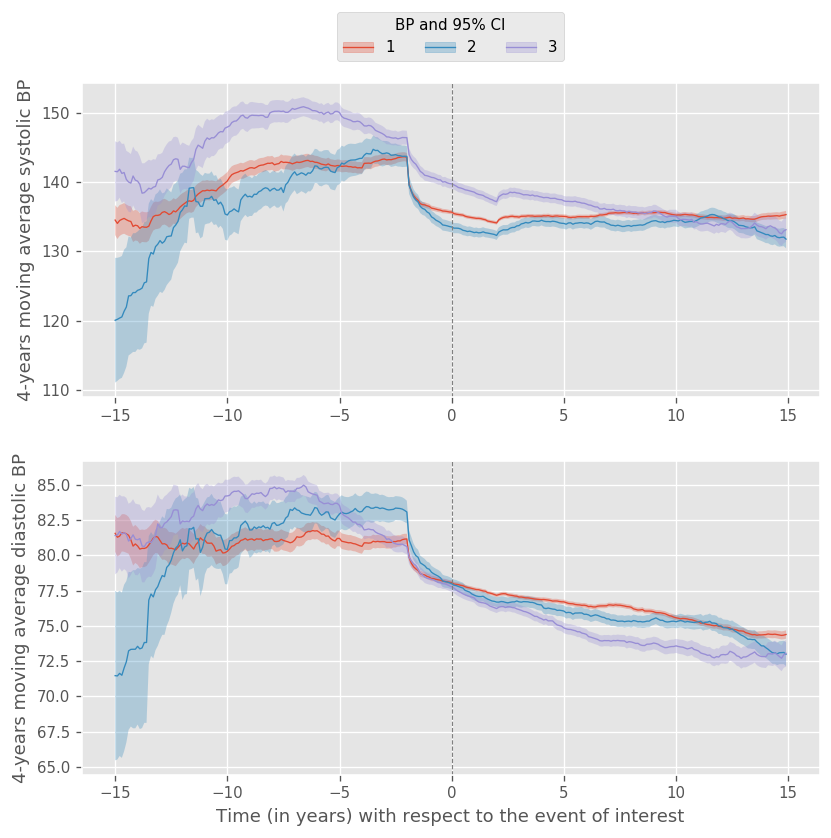 BP and 95% CI
1 2 3
4-years moving average systolic BP
150
140
130
120
110
−15 −10 −5 0 5 10 15
4-years moving average diastolic BP
85.0
82.5
80.0
77.5
75.0
72.5
70.0
67.5
65.0
−15 −10 −5 0 5 10 15
Time (in years) with respect to the event of interest